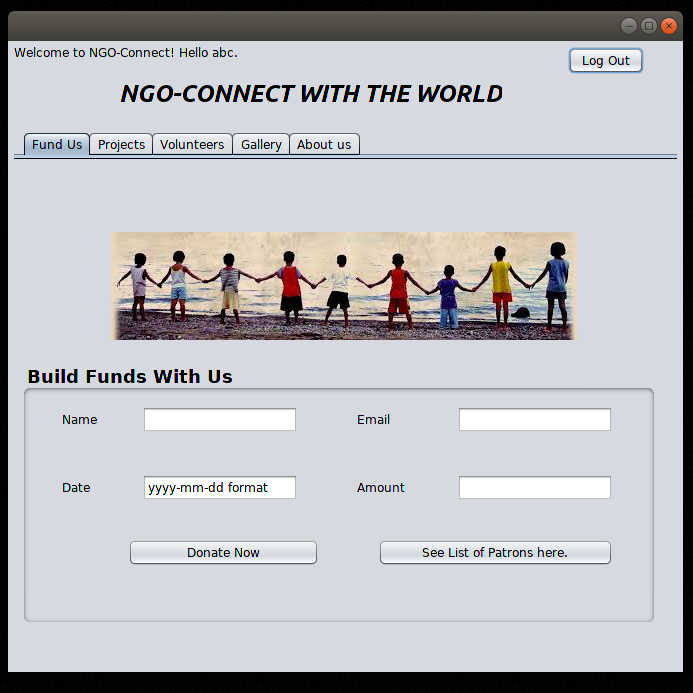 Welcome to NGO-Connect! Hello abc.
Log Out
NGO-CONNECT WITH THE WORLD
Fund Us Projects Volunteers Gallery About us
Build Funds With Us
Name Email
Date yyyy-mm-dd format Amount
Donate Now See List of Patrons here.